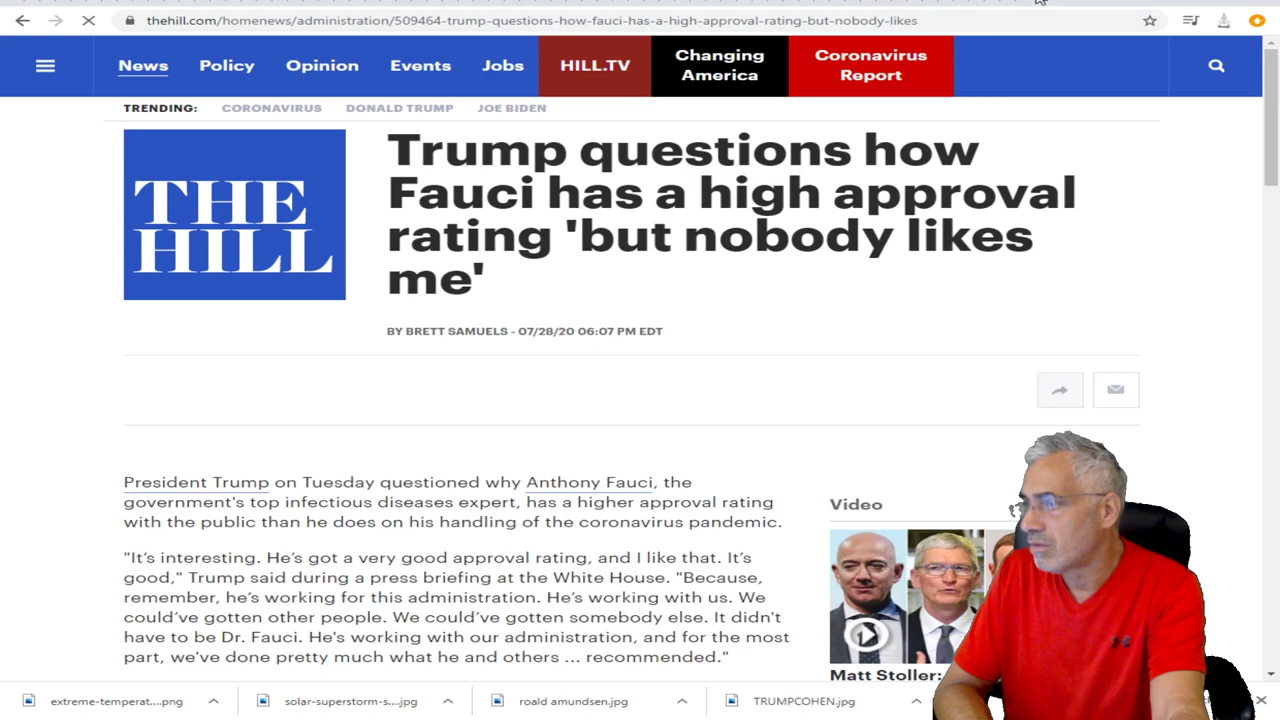 thehill.com/homenews/administration/509464-trump-questions-how-fauci-has-a-high-approval-rating-but-nobody-likes
News Policy Opinion Events Jobs HILL.TV
Changing
America
Coronavirus
Report
TRENDING: CORONAVIRUS DONALD TRUMP JOE BIDEN
THE
HILL
Trump questions how
Fauci has a high approval
rating 'but nobody likes
me'
BY BRETT SAMUELS - 07/28/20 06:07 PM EDT
President Trump on Tuesday questioned why Anthony Fauci, the
government's top infectious diseases expert, has a higher approval rating
with the public than he does on his handling of the coronavirus pandemic.
"It's interesting. He's got a very good approval rating, and I like that. It's
good," Trump said during a press briefing at the White House. "Because,
remember, he's working for this administration. He's working with us. We
could've gotten other people. We could've gotten somebody else. It didn't
have to be Dr. Fauci. He's working with our administration, and for the most
part, we've done pretty much what he and others ... recommended."
Video
Matt Stoller:
extreme-temperat....png
solar-superstorm-s....jpg
roald amundsen.jpg
TRUMPCOHEN.jpg